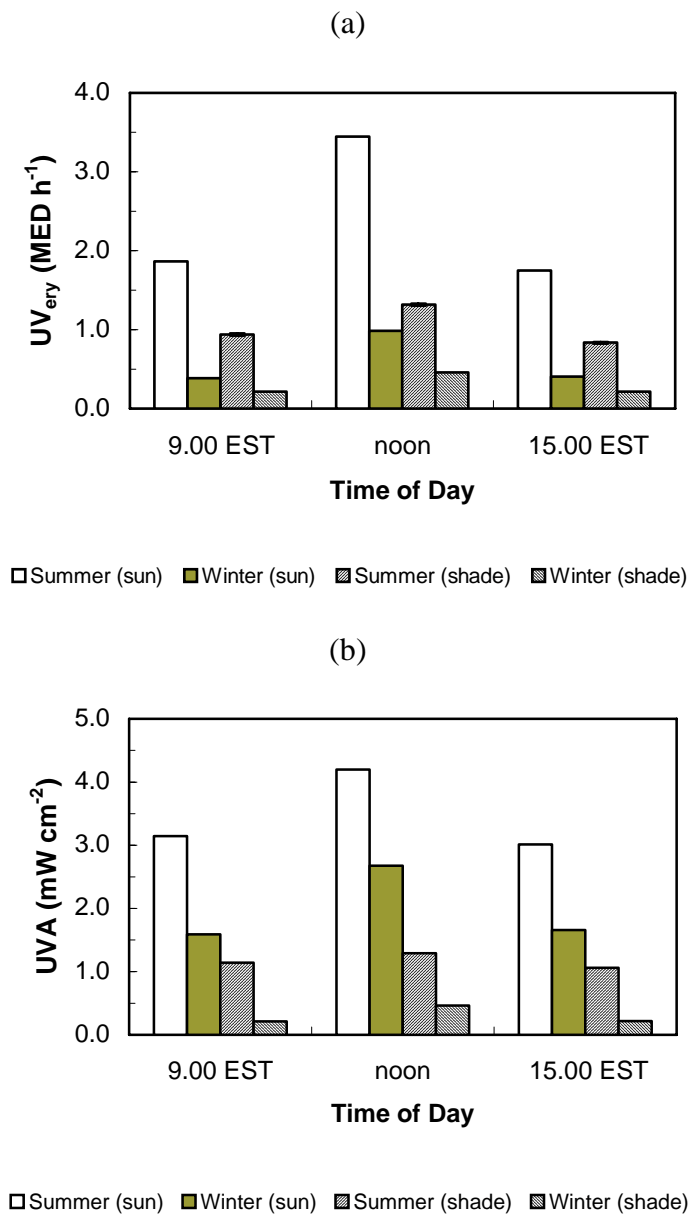 (a)
4.0
3.0
2.0
1.0
0.0
UVery (MED h-1)
9.00 EST noon 15.00 EST
Time of Day
Summer (sun) Winter (sun) Summer (shade) Winter (shade)
(b)
5.0
4.0
3.0
2.0
1.0
0.0
UVA (mW cm-2)
9.00 EST noon 15.00 EST
Time of Day
Summer (sun) Winter (sun) Summer (shade) Winter (shade)